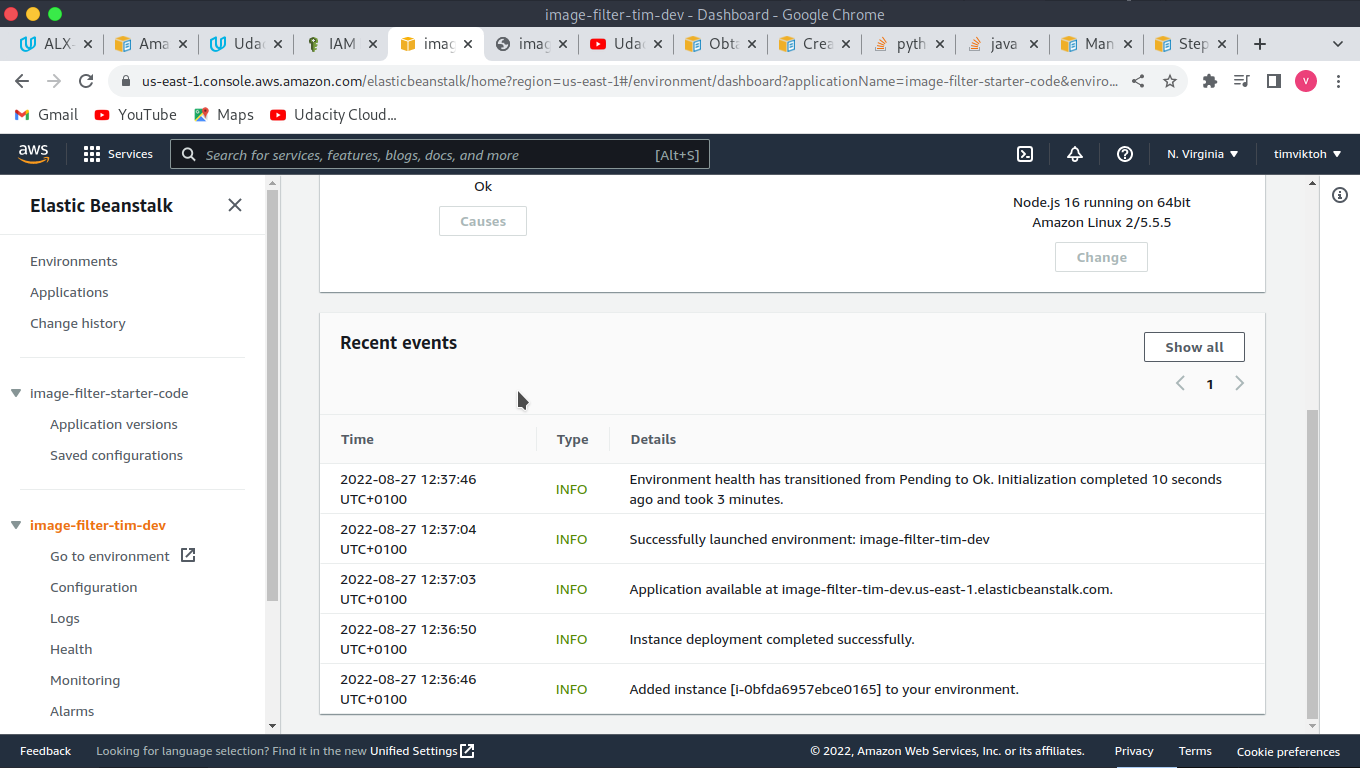 image-filter-tim-dev - Dashboard - Google Chrome
ALX- Ama Udac IAM imag imag Udac Obta Crea pyth java Man Step
us-east-1.console.aws.amazon.com/elasticbeanstalk/home?region=us-east-1#/environment/dashboard?applicationName=image-filter-starter-code&enviro... V
Gmail YouTube Maps Udacity Cloud...
aws Services Search for services, features, blogs, docs, and more [Alt+S] N. Virginia timviktoh
Elastic Beanstalk
Environments
Applications
Change history
image-filter-starter-code
Application versions
Saved configurations
image-filter-tim-dev
Go to environment
Configuration
Logs
Health
Monitoring
Alarms
Ok
Causes
Node.js 16 running on 64bit
Amazon Linux 2/5.5.5
Change
Recent events
Show all
1
Time Type Details
2022-08-27 12:37:46
UTC+0100
INFO
Environment health has transitioned from Pending to Ok. Initialization completed 10 seconds
ago and took 3 minutes.
2022-08-27 12:37:04
UTC+0100
INFO
Successfully launched environment: image-filter-tim-dev
2022-08-27 12:37:03
UTC+0100
INFO
Application available at image-filter-tim-dev.us-east-1.elasticbeanstalk.com.
2022-08-27 12:36:50
UTC+0100
INFO
Instance deployment completed successfully.
2022-08-27 12:36:46
UTC+0100
INFO
Added instance [i-0bfda6957ebce0165] to your environment.
Feedback Looking for language selection? Find it in the new Unified Settings © 2022, Amazon Web Services, Inc. or its affiliates. Privacy Terms Cookie preferences